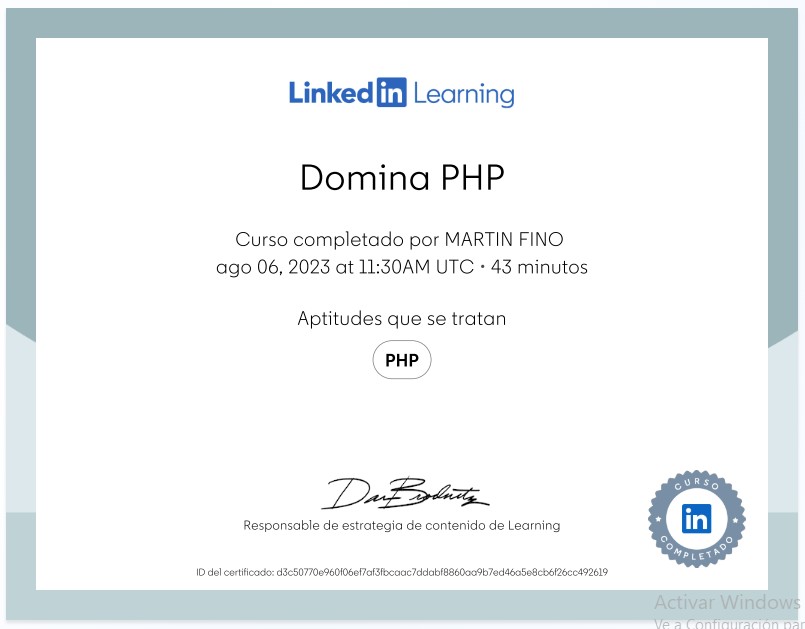 Linked in Learning
Domina PHP
Curso completado por MARTIN FINO
ago 06, 2023 at 11:30AM UTC • 43 minutos
Aptitudes que se tratan
PHP
Responsable de estrategia de contenido de Learning
CURSO
in
COMPLETADO
ID del certificado: d3c50770e960f06ef7af3fbcaac7ddabf8860aa9b7ed46a5e8cb6f26cc492619
Activar Windows
Ve a Configuración par